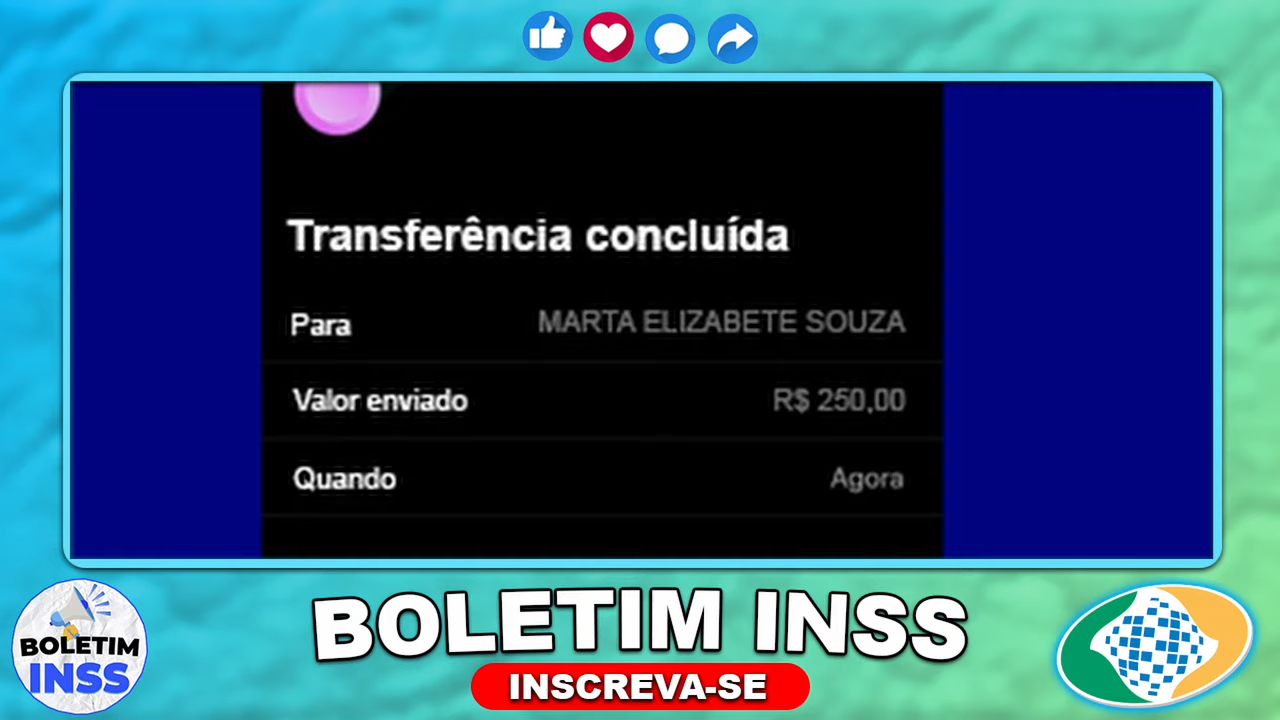 Transferência concluída
Para MARTA ELIZABETE SOUZA
Valor enviado R$ 250,00
Quando Agora
BOLETIM INSS
BOLETIM INSS
INSCREVA-SE